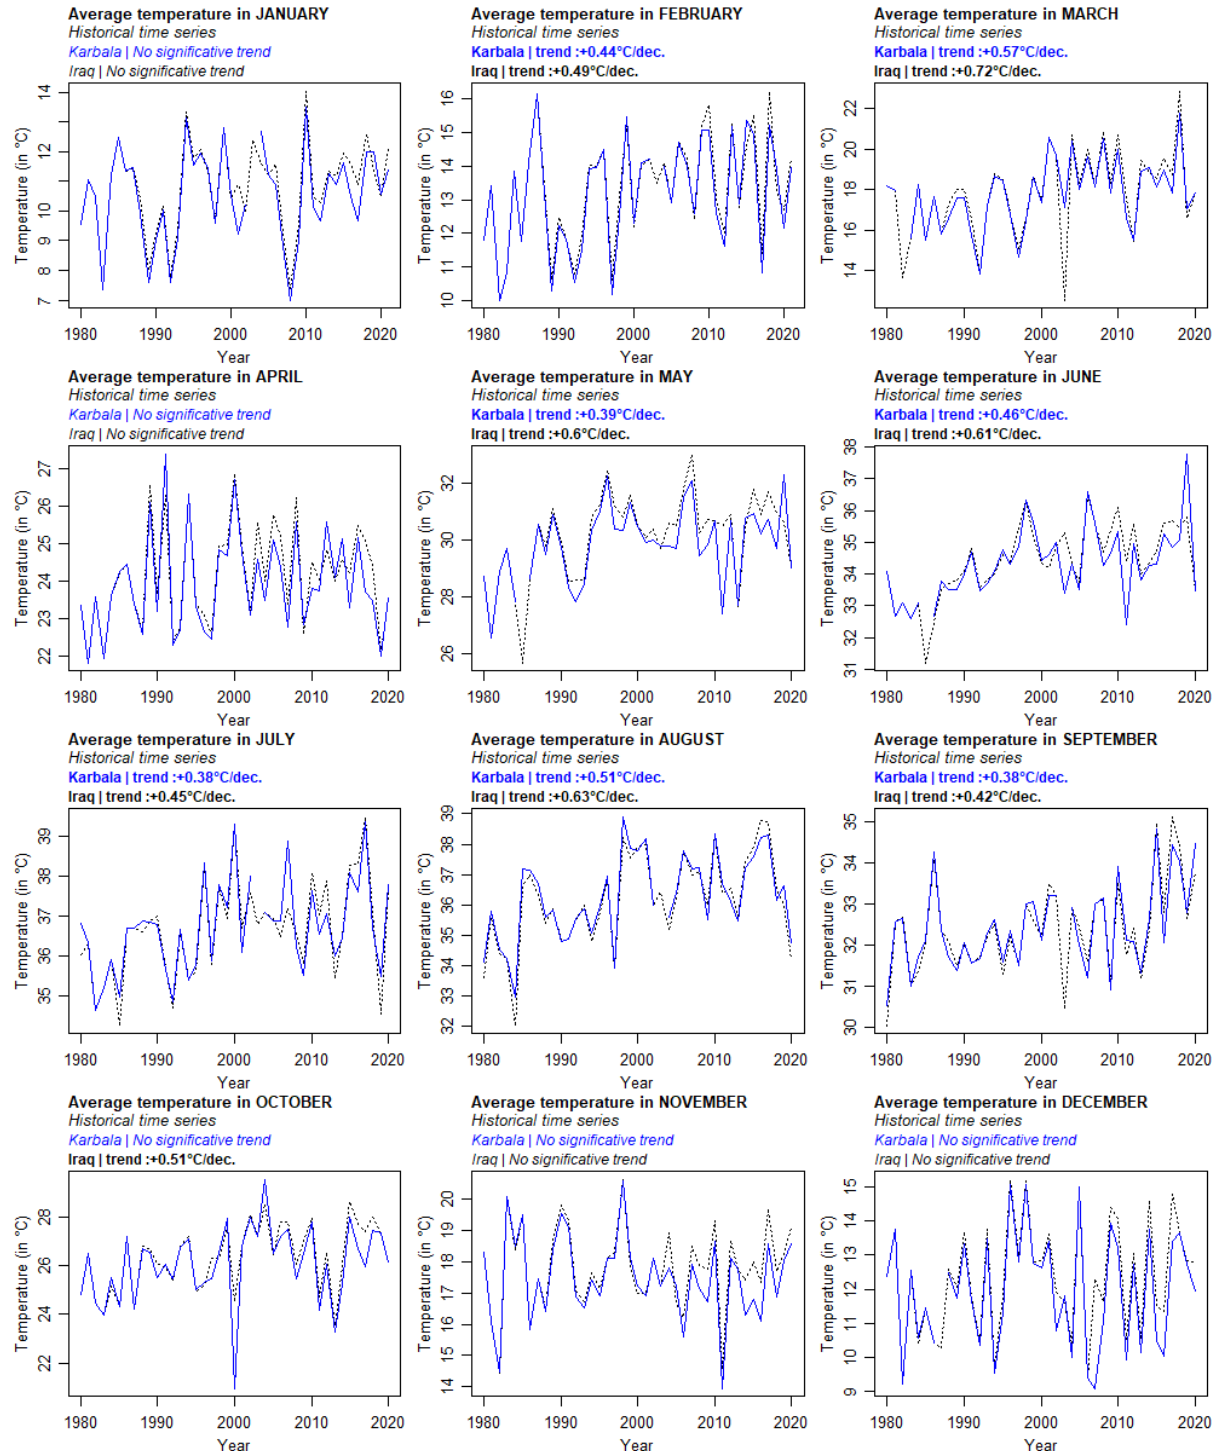 Average temperature in JANUARY
Historical time series
Karbala | No significative trend
Iraq | No significative trend
Temperature (in °C)
14
12
10
9
8
7
1980
1990
2000
2010
2020
Year
Average temperature in FEBRUARY
Historical time series
Karbala | trend :+0.44°C/dec.
Iraq | trend :+0.49°C/dec.
Temperature (in °C)
16
15
14
13
12
11
10
1980
1990
2000
2010
2020
Year
Average temperature in MARCH
Historical time series
Karbala | trend :+0.57°C/dec.
Iraq | trend :+0.72°C/dec.
Temperature (in °C)
22
20
18
16
14
1980
1990
2000
2010
2020
Year
Average temperature in APRIL
Historical time series
Karbala | No significative trend
Iraq | No significative trend
Temperature (in °C)
27
26
25
24
23
22
1980
1990
2000
2010
2020
Year
Average temperature in MAY
Historical time series
Karbala | trend :+0.39°C/dec.
Iraq | trend :+0.6°C/dec.
Temperature (in °C)
32
30
28
26
1980
1990
2000
2010
2020
Year
Average temperature in JUNE
Historical time series
Karbala | trend :+0.46°C/dec.
Iraq | trend :+0.61°C/dec.
Temperature (in °C)
38
37
36
35
34
33
32
31
1980
1990
2000
2010
2020
Year
Average temperature in JULY
Historical time series
Karbala | trend :+0.38°C/dec.
Iraq | trend :+0.45°C/dec.
Temperature (in °C)
39
38
37
36
35
1980
1990
2000
2010
2020
Year
Average temperature in AUGUST
Historical time series
Karbala | trend :+0.51°C/dec.
Iraq | trend :+0.63°C/dec.
Temperature (in °C)
39
38
37
36
35
34
33
32
1980
1990
2000
2010
2020
Year
Average temperature in SEPTEMBER
Historical time series
Karbala | trend :+0.38°C/dec.
Iraq | trend :+0.42°C/dec.
Temperature (in °C)
35
34
33
32
31
30
1980
1990
2000
2010
2020
Year
Average temperature in OCTOBER
Historical time series
Karbala | No significative trend
Iraq | trend :+0.51°C/dec.
Temperature (in °C)
28
26
24
22
1980
1990
2000
2010
2020
Year
Average temperature in NOVEMBER
Historical time series
Karbala | No significative trend
Iraq | No significative trend
Temperature (in °C)
20
19
18
17
16
15
14
1980
1990
2000
2010
2020
Year
Average temperature in DECEMBER
Historical time series
Karbala | No significative trend
Iraq | No significative trend
Temperature (in °C)
15
14
13
12
11
10
9
1980
1990
2000
2010
2020
Year